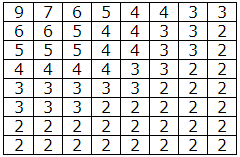 9 7 6 5 4 4 3 3
6 6 5 4 4 3 3 2
5 5 5 4 4 3 3 2
4 4 4 4 3 3 2 2
3 3 3 3 3 2 2 2
3 3 3 2 2 2 2 2
2 2 2 2 2 2 2 2
2 2 2 2 2 2 2 2